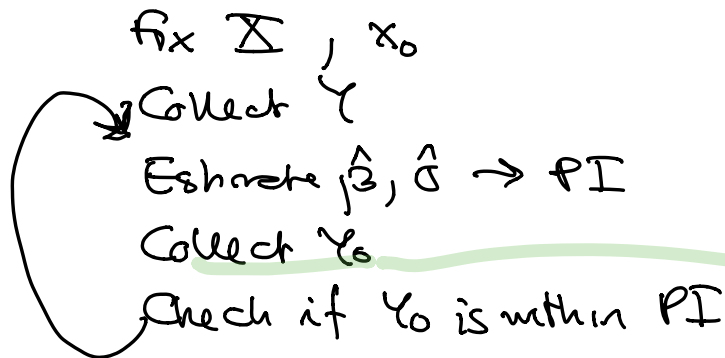 Fix X , x₀
Collect Y
Estimate β̂, σ̂ → PI
Collect Y₀
Check if Y₀ is within PI